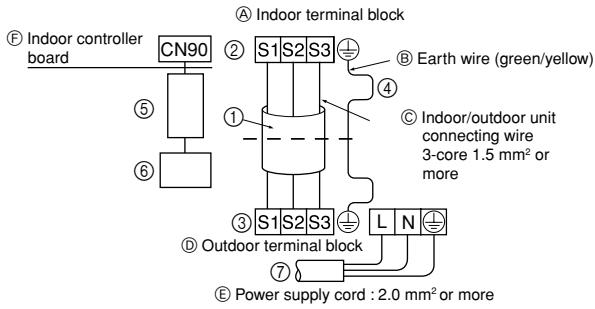 Ⓐ Indoor terminal block
Ⓕ Indoor controller
board
CN90
② S1 S2 S3
Ⓑ Earth wire (green/yellow)
④
⑤
①
Ⓒ Indoor/outdoor unit
connecting wire
3-core 1.5 mm² or
more
⑥
③ S1 S2 S3
L N
Ⓓ Outdoor terminal block
⑦
Ⓔ Power supply cord : 2.0 mm² or more